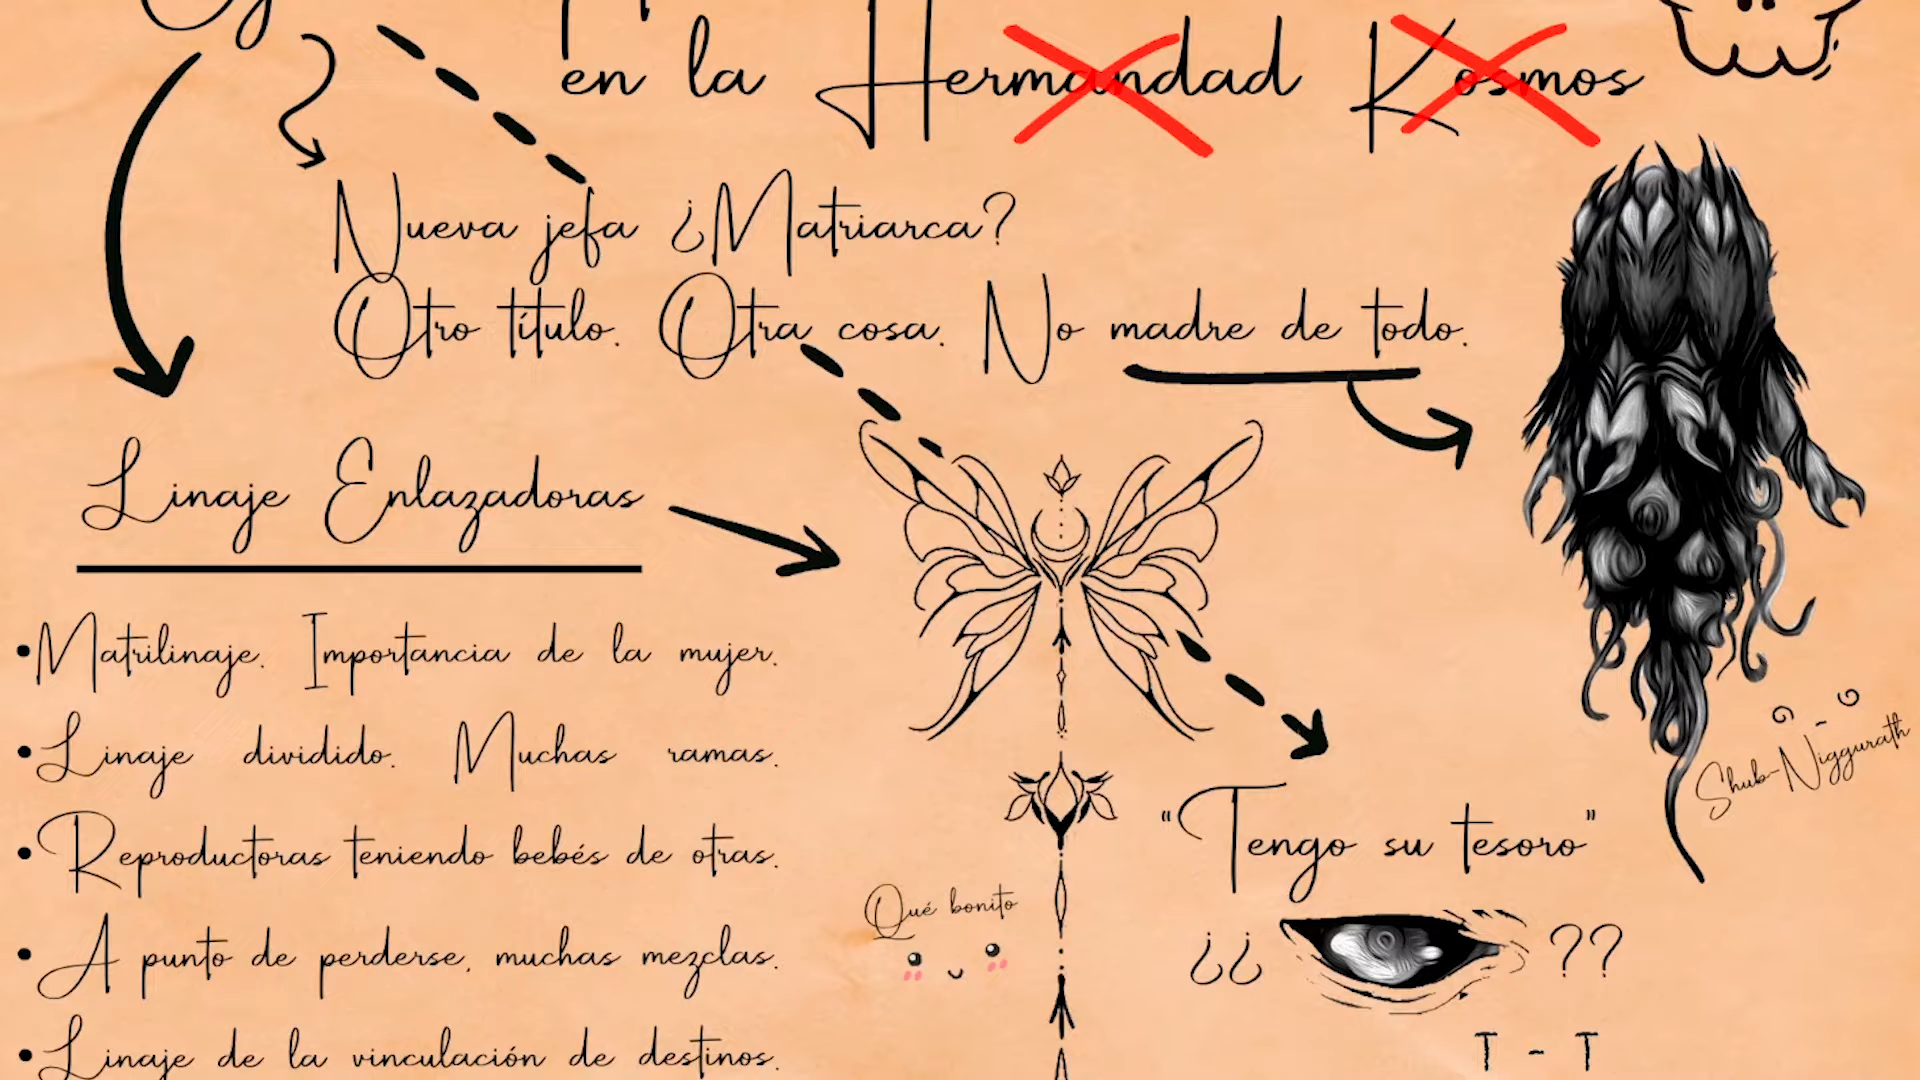 en la Hermandad Kosmos
Nueva jefa ¿Matriarca?
Otro título. Otra cosa. No madre de todo.
Linaje Enlazadoras
•Matrilinaje. Importancia de la mujer.
•Linaje dividido. Muchas ramas.
•Reproductoras teniendo bebés de otras.
•A punto de perderse, muchas mezclas.
•Linaje de la vinculación de destinos.
Qué bonito
Shub-Niggurath
"Tengo su tesoro"
¿¿ ??
T - T